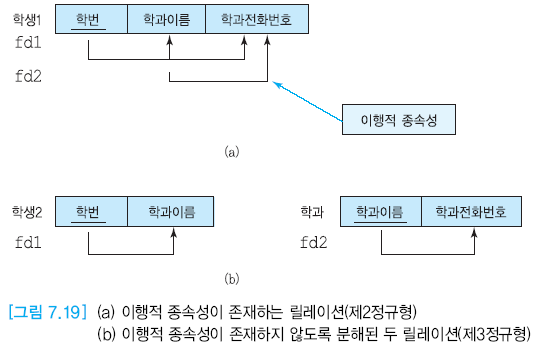 학생1 학번 학과이름 학과전화번호
fd1
fd2
이행적 종속성
(a)
학생2 학번 학과이름 학과 학과이름 학과전화번호
fd1 fd2
(b)
[그림 7.19] (a) 이행적 종속성이 존재하는 릴레이션(제2정규형)
(b) 이행적 종속성이 존재하지 않도록 분해된 두 릴레이션(제3정규형)